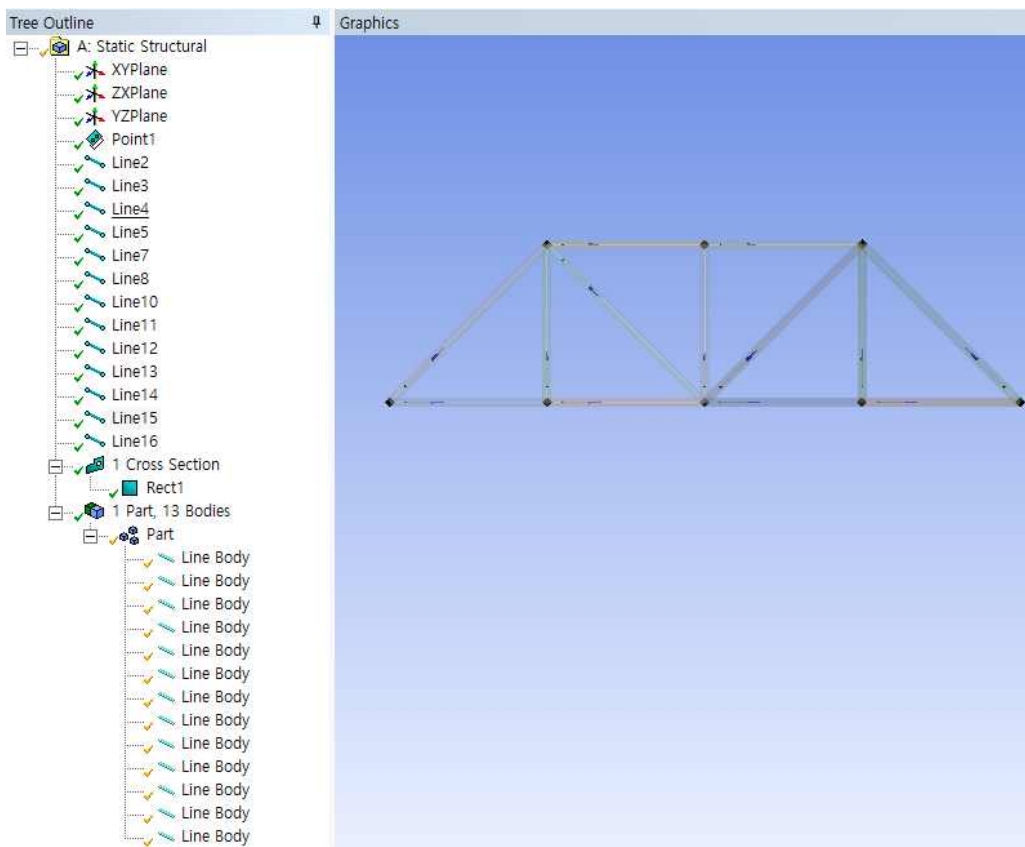 Tree Outline
Graphics
A: Static Structural
XYPlane
ZXPlane
YZPlane
Point1
Line2
Line3
Line4
Line5
Line7
Line8
Line10
Line11
Line12
Line13
Line14
Line15
Line16
1 Cross Section
Rect1
1 Part, 13 Bodies
Part
Line Body
Line Body
Line Body
Line Body
Line Body
Line Body
Line Body
Line Body
Line Body
Line Body
Line Body
Line Body
Line Body